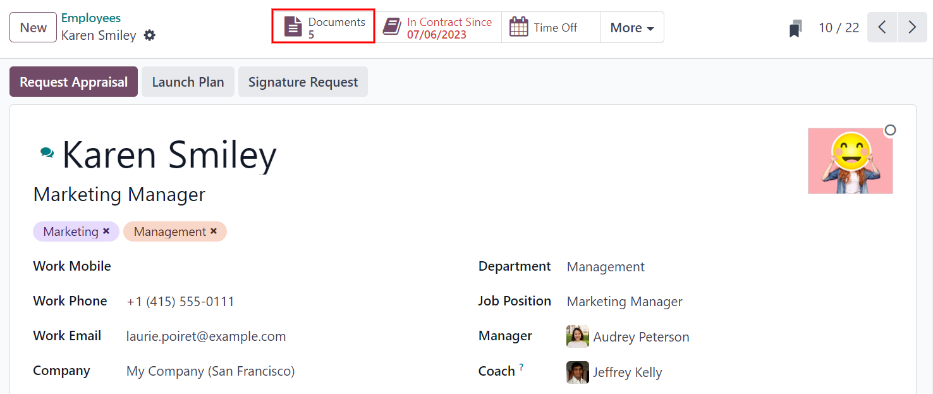 New
Employees
Karen Smiley
Documents
5
In Contract Since
07/06/2023
Time Off
More
10 / 22
Request Appraisal
Launch Plan
Signature Request
Karen Smiley
Marketing Manager
Marketing ×
Management ×
Work Mobile
Work Phone +1 (415) 555-0111
Work Email laurie.poiret@example.com
Company My Company (San Francisco)
Department Management
Job Position Marketing Manager
Manager Audrey Peterson
Coach ? Jeffrey Kelly